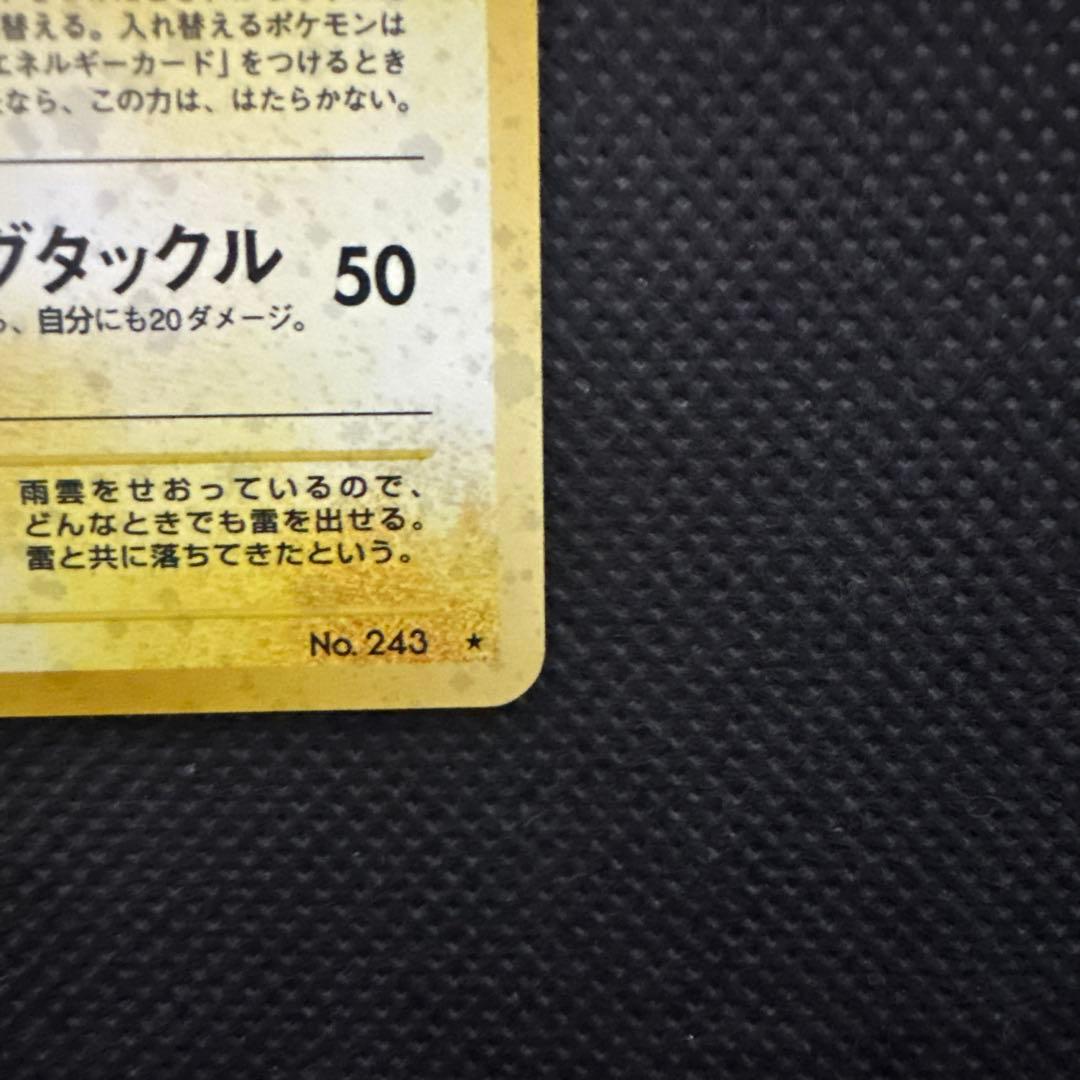 替える。入れ替えるポケモンは
エネルギーカード」をつけるとき
なら、この力は、はたらかない。
グタックル 50
、自分にも20ダメージ。
雨雲をせおっているので、
どんなときでも雷を出せる。
雷と共に落ちてきたという。
No. 243 ★